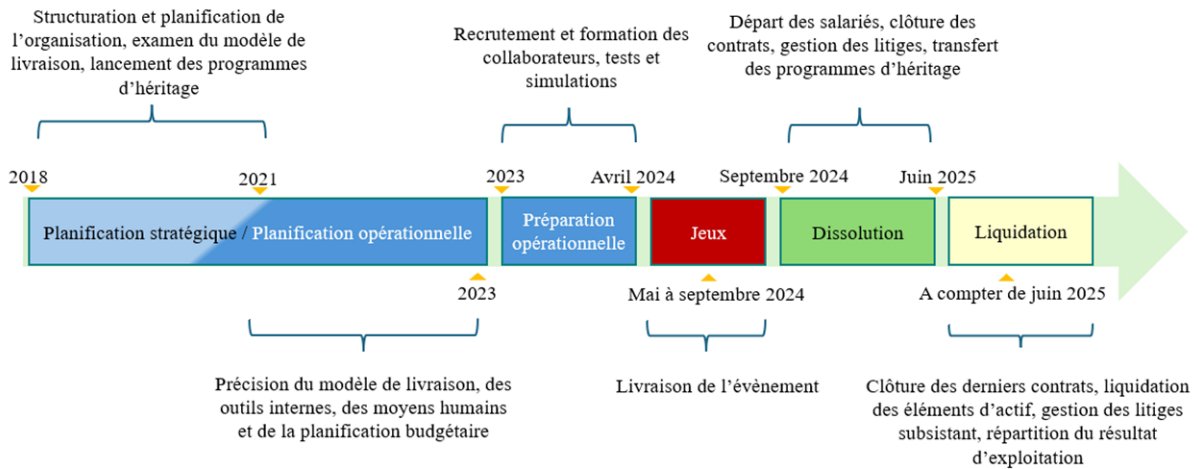 Structuration et planification de
l’organisation, examen du modèle de
livraison, lancement des programmes
d’héritage
Recrutement et formation des
collaborateurs, tests et
simulations
Départ des salariés, clôture des
contrats, gestion des litiges, transfert
des programmes d’héritage
2018
2021
2023
Avril 2024
Septembre 2024
Juin 2025
Planification stratégique / Planification opérationnelle
Préparation
opérationnelle
Jeux
Dissolution
Liquidation
2023
Mai à septembre 2024
A compter de juin 2025
Précision du modèle de livraison, des
outils internes, des moyens humains
et de la planification budgétaire
Livraison de l’évènement
Clôture des derniers contrats, liquidation
des éléments d’actif, gestion des litiges
subsistant, répartition du résultat
d’exploitation